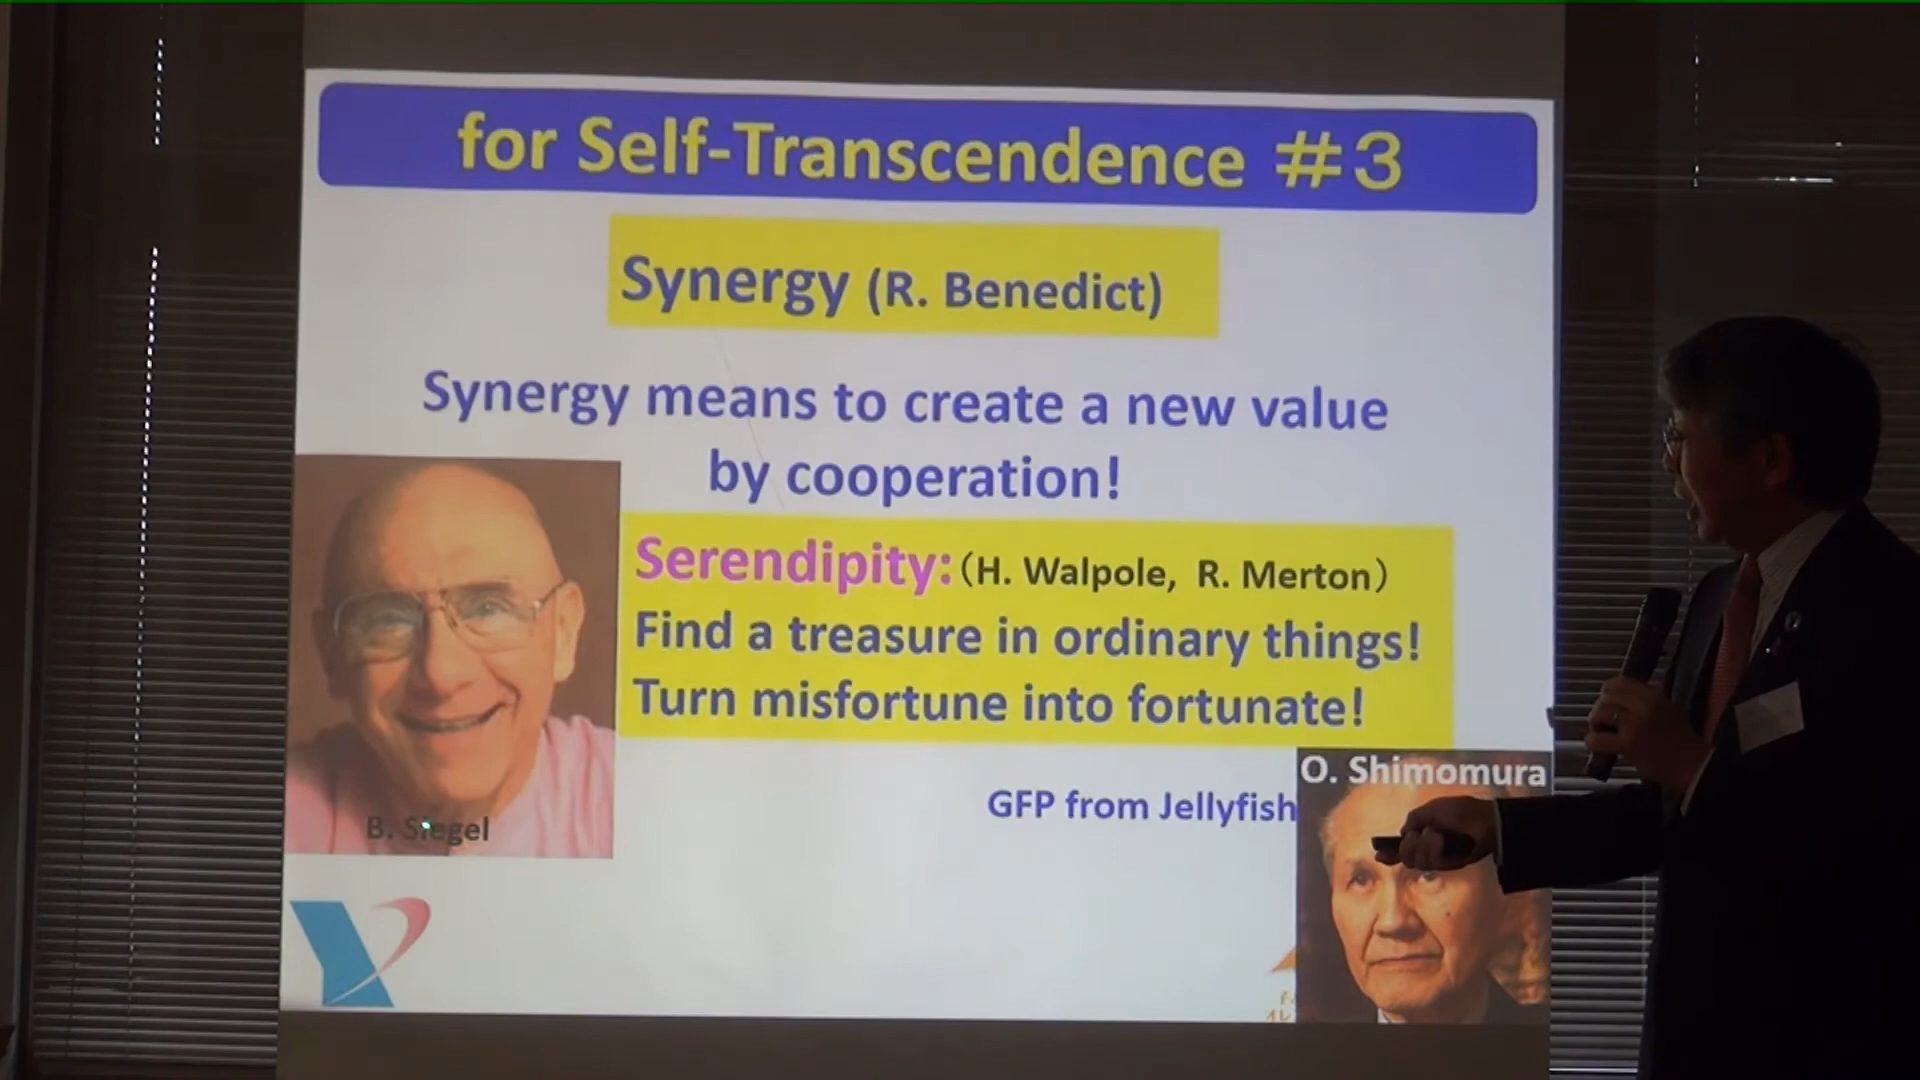 for Self-Transcendence #3
Synergy (R. Benedict)
Synergy means to create a new value
by cooperation!
Serendipity: (H. Walpole, R. Merton)
Find a treasure in ordinary things!
Turn misfortune into fortunate!
B. Siegel
O. Shimomura
GFP from Jellyfish